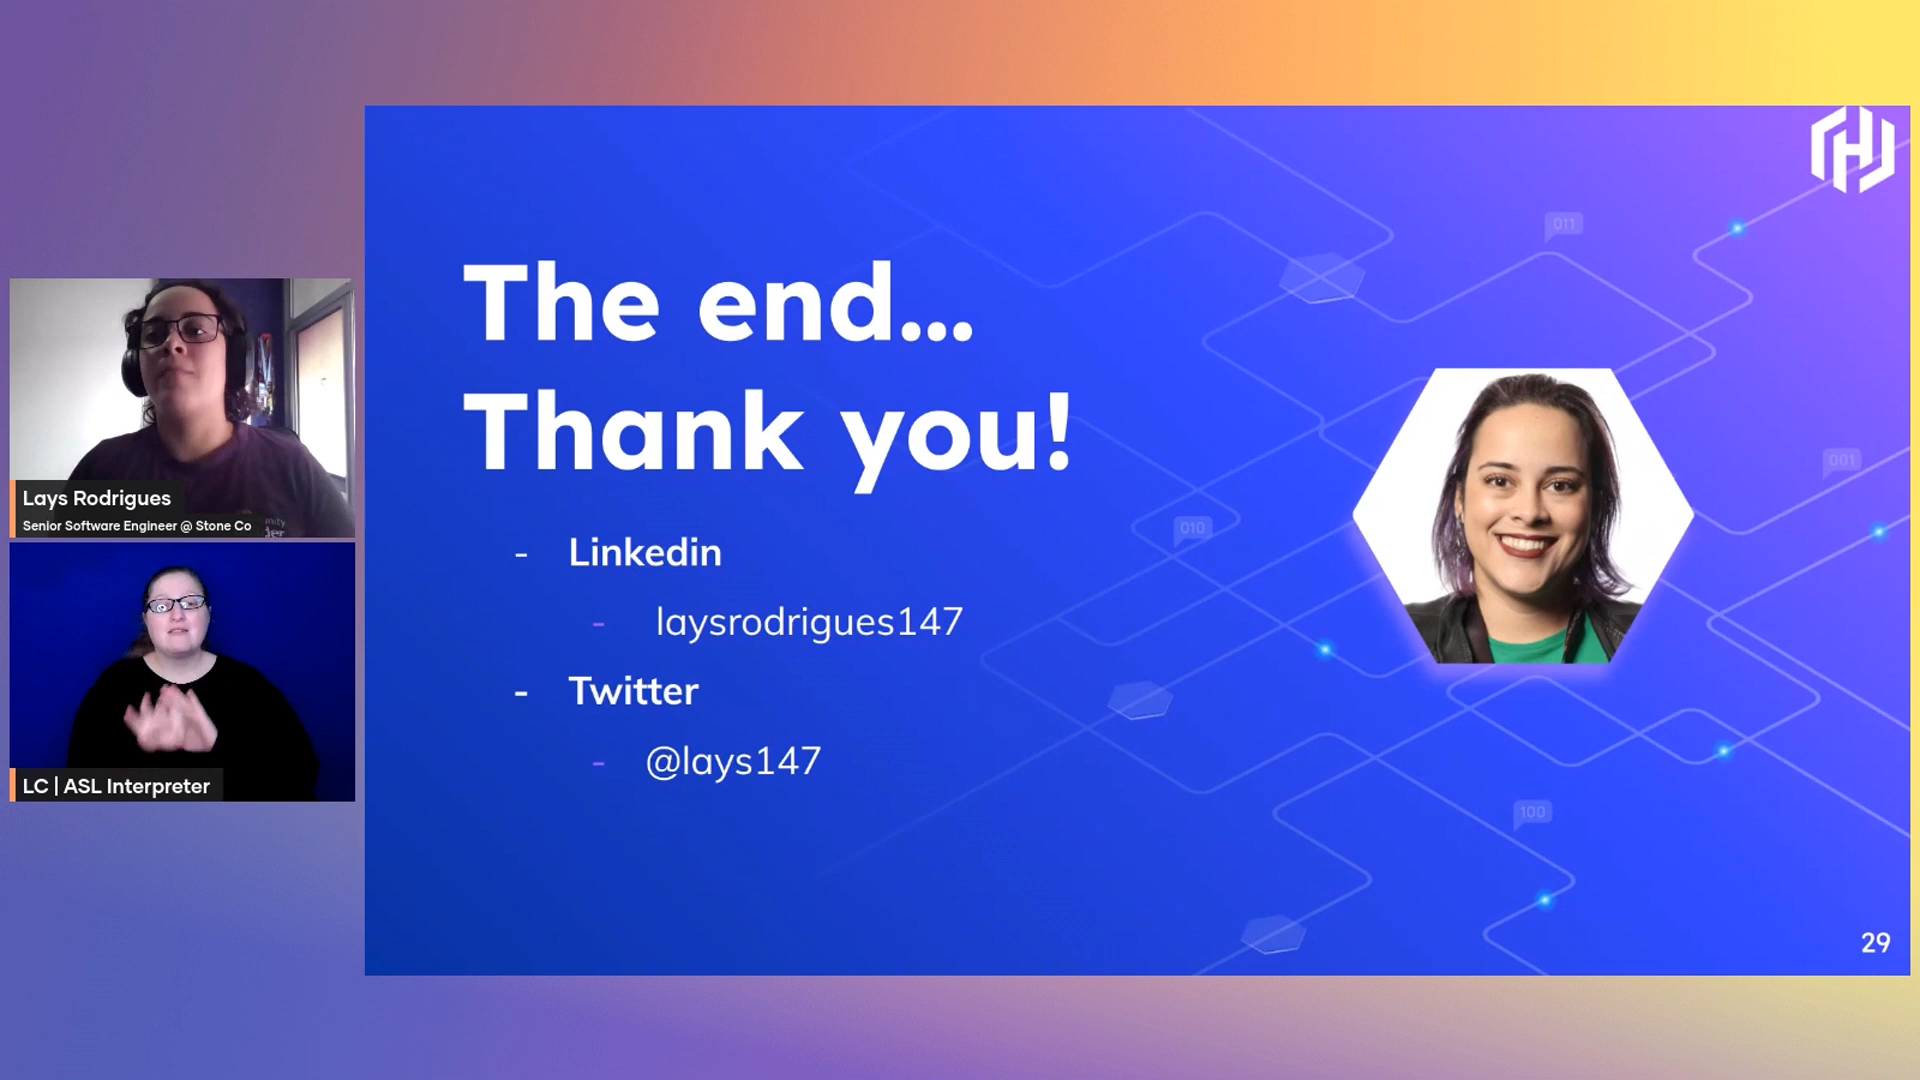 The end...
Thank you!
- Linkedin
- laysrodrigues147
- Twitter
- @lays147
011
001
010
100
29
Lays Rodrigues
Senior Software Engineer @ Stone Co
LC | ASL Interpreter